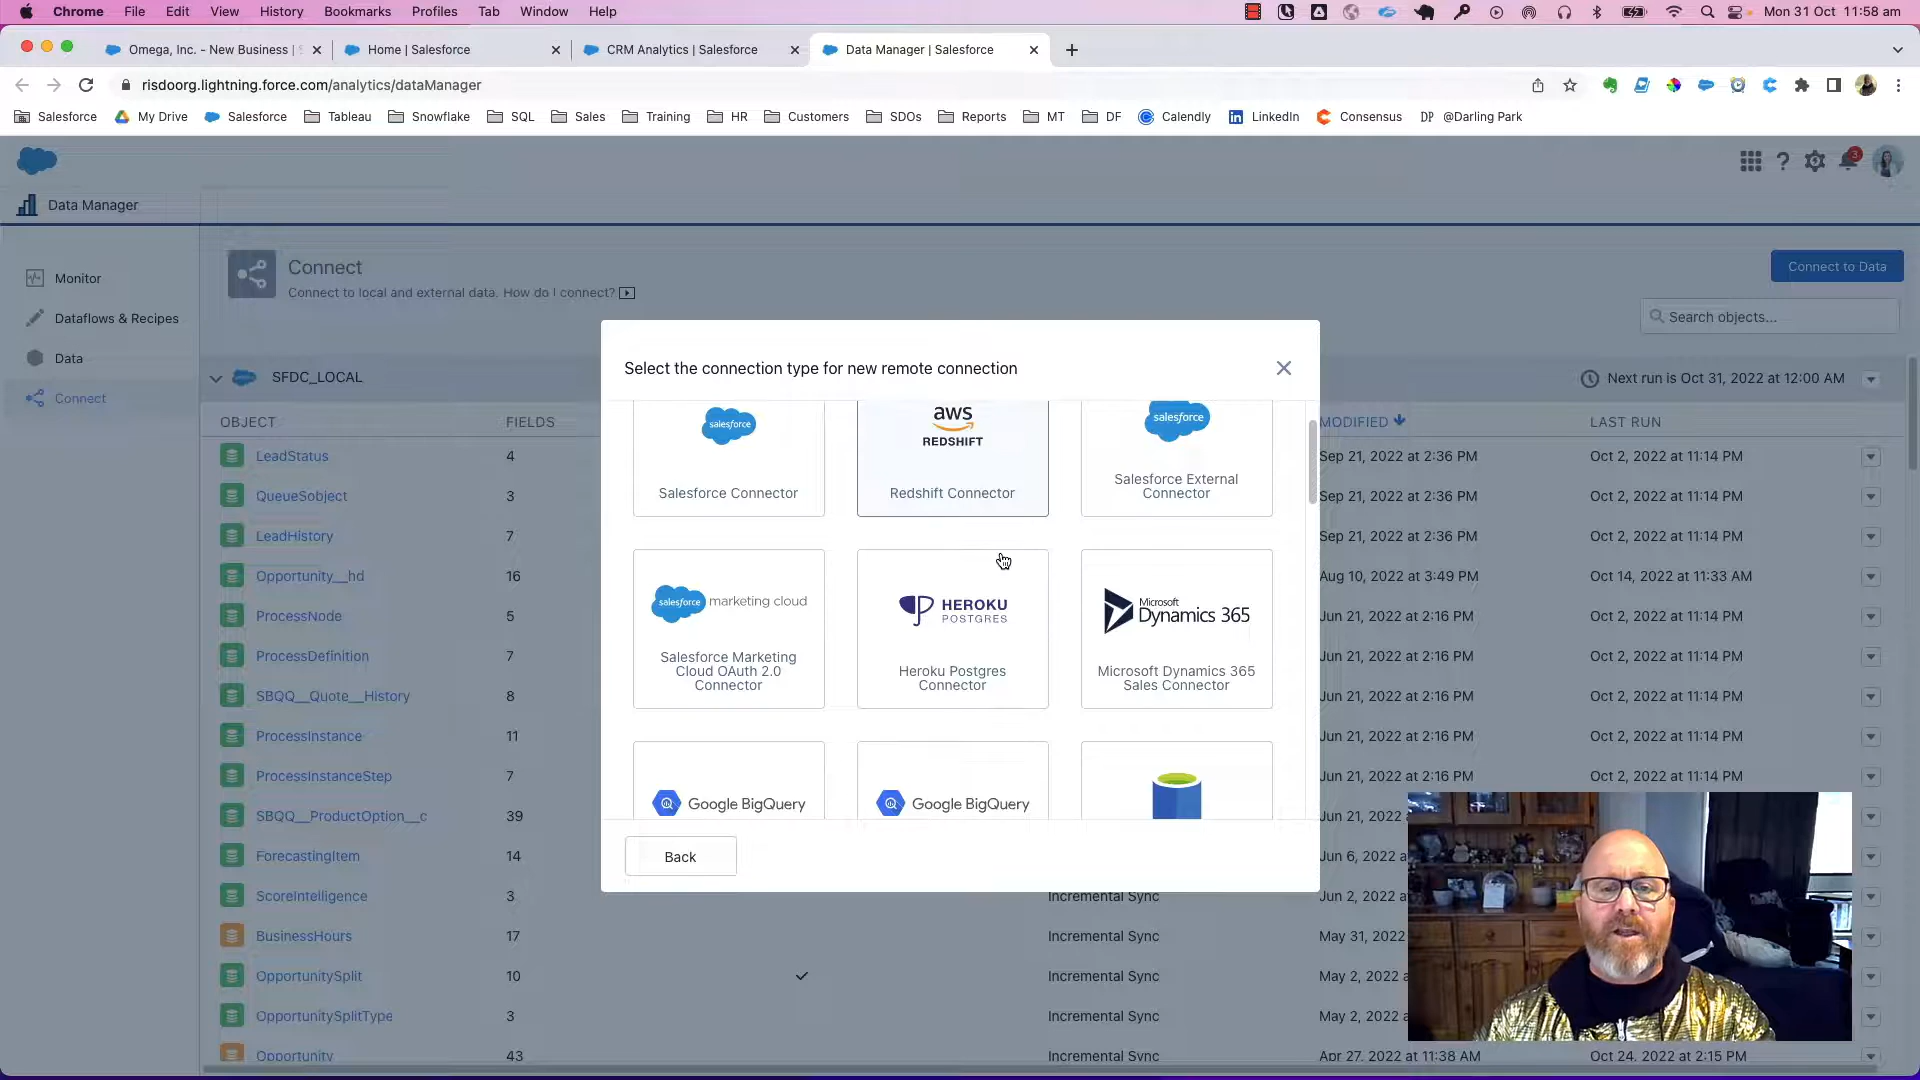 Chrome File Edit View History Bookmarks Profiles Tab Window Help
Mon 31 Oct 11:58 am
Omega, Inc. - New Business | S
Home | Salesforce
CRM Analytics | Salesforce
Data Manager | Salesforce
risdoorg.lightning.force.com/analytics/dataManager
Salesforce My Drive Salesforce Tableau Snowflake SQL Sales Training HR Customers SDOs Reports MT DF Calendly LinkedIn Consensus DP @Darling Park
3
Data Manager
Monitor
Dataflows & Recipes
Data
Connect
Connect
Connect to local and external data. How do I connect?
Connect to Data
Search objects...
SFDC_LOCAL
Next run is Oct 31, 2022 at 12:00 AM
OBJECT FIELDS MODIFIED LAST RUN
LeadStatus 4 Sep 21, 2022 at 2:36 PM Oct 2, 2022 at 11:14 PM
QueueSobject 3 Sep 21, 2022 at 2:36 PM Oct 2, 2022 at 11:14 PM
LeadHistory 7 Sep 21, 2022 at 2:36 PM Oct 2, 2022 at 11:14 PM
Opportunity__hd 16 Aug 10, 2022 at 3:49 PM Oct 14, 2022 at 11:33 AM
ProcessNode 5 Jun 21, 2022 at 2:16 PM Oct 2, 2022 at 11:14 PM
ProcessDefinition 7 Jun 21, 2022 at 2:16 PM Oct 2, 2022 at 11:14 PM
SBQQ__Quote__History 8 Jun 21, 2022 at 2:16 PM Oct 2, 2022 at 11:14 PM
ProcessInstance 11 Jun 21, 2022 at 2:16 PM Oct 2, 2022 at 11:14 PM
ProcessInstanceStep 7 Jun 21, 2022 at 2:16 PM Oct 2, 2022 at 11:14 PM
SBQQ__ProductOption__c 39 Jun 21, 2022 a
ForecastingItem 14 Jun 6, 2022 a
ScoreIntelligence 3 Incremental Sync Jun 2, 2022 a
BusinessHours 17 Incremental Sync May 31, 2022
OpportunitySplit 10 Incremental Sync May 2, 2022 a
OpportunitySplitType 3 Incremental Sync May 2, 2022 a
Opportunity 43 Incremental Sync Apr 27, 2022 at 11:38 AM Oct 24, 2022 at 2:15 PM
Select the connection type for new remote connection
salesforce
Salesforce Connector
aws
REDSHIFT
Redshift Connector
salesforce
Salesforce External
Connector
salesforce marketing cloud
Salesforce Marketing
Cloud OAuth 2.0
Connector
HEROKU
POSTGRES
Heroku Postgres
Connector
Microsoft
Dynamics 365
Microsoft Dynamics 365
Sales Connector
Google BigQuery
Google BigQuery
Back